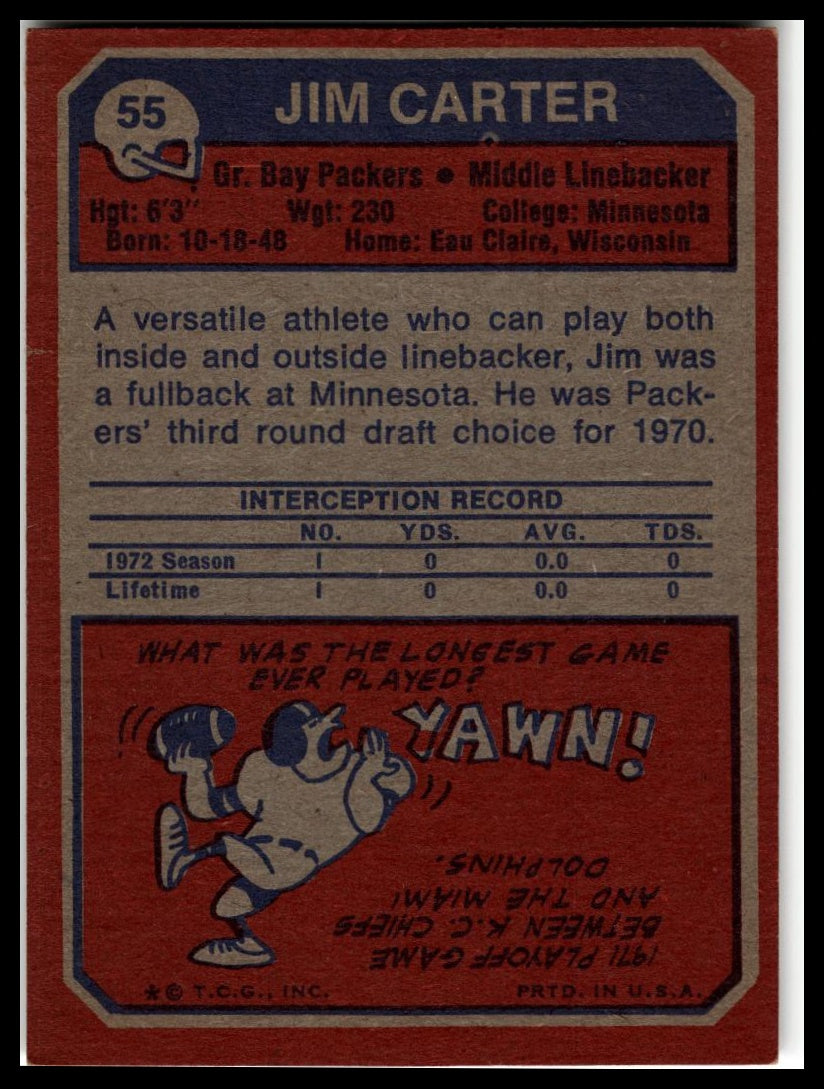 55
JIM CARTER
Gr. Bay Packers • Middle Linebacker
Hgt: 6'3" Wgt: 230 College: Minnesota
Born: 10-18-48 Home: Eau Claire, Wisconsin
A versatile athlete who can play both
inside and outside linebacker, Jim was
a fullback at Minnesota. He was Pack-
ers' third round draft choice for 1970.
INTERCEPTION RECORD
NO. YDS. AVG. TDS.
1972 Season 1 0 0.0 0
Lifetime 1 0 0.0 0
WHAT WAS THE LONGEST GAME
EVER PLAYED?
YAWN!
1971 PLAYOFF GAME
BETWEEN K.C. CHIEFS
AND THE MIAMI
DOLPHINS.
* © T.C.G., INC. PRTD. IN U.S.A.